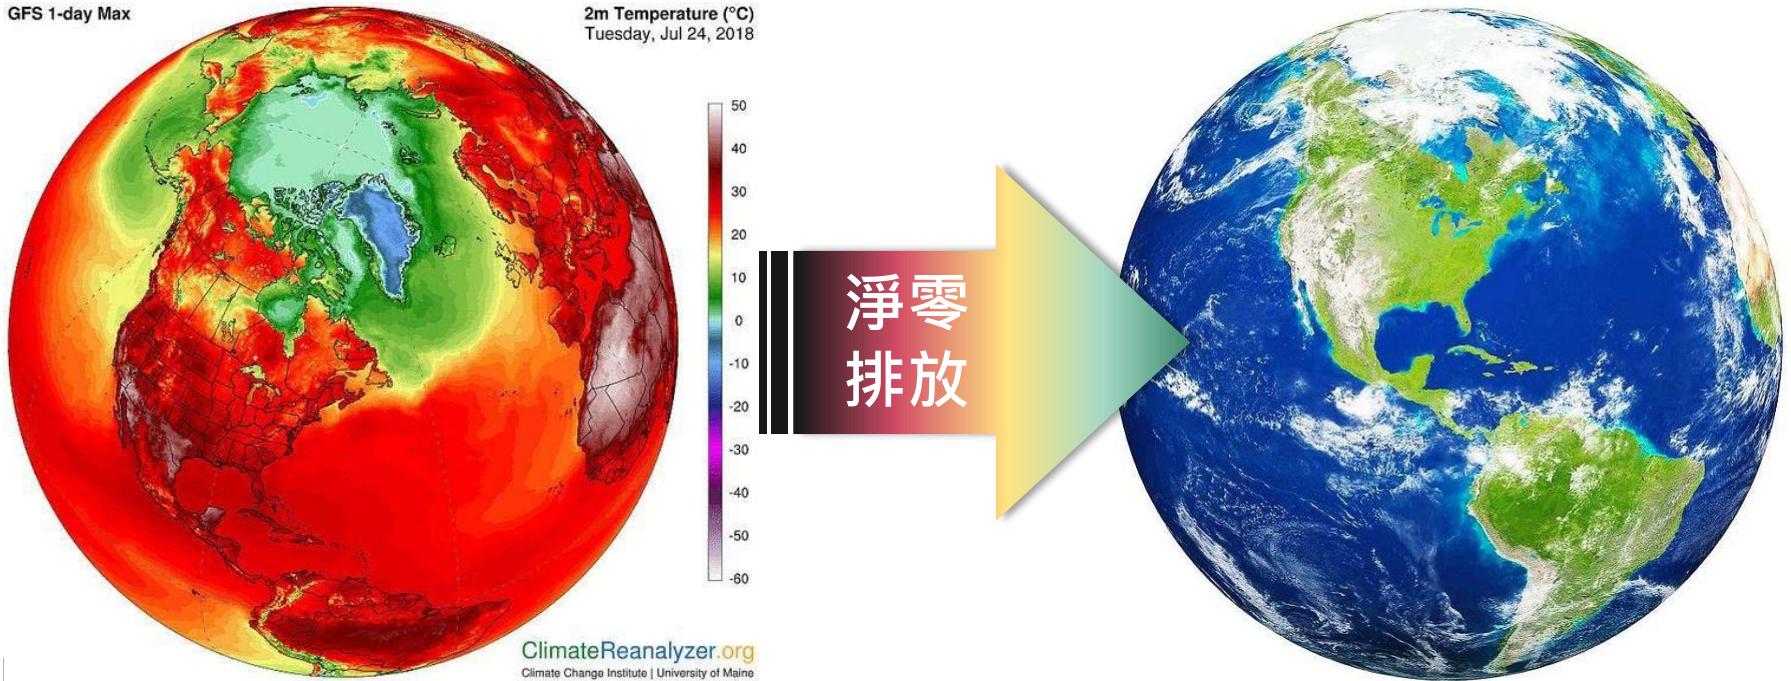 GFS 1-day Max
2m Temperature (°C)
Tuesday, Jul 24, 2018
50
40
30
20
10
0
-10
-20
-30
-40
-50
-60
ClimateReanalyzer.org
Climate Change Institute | University of Maine
淨零
排放